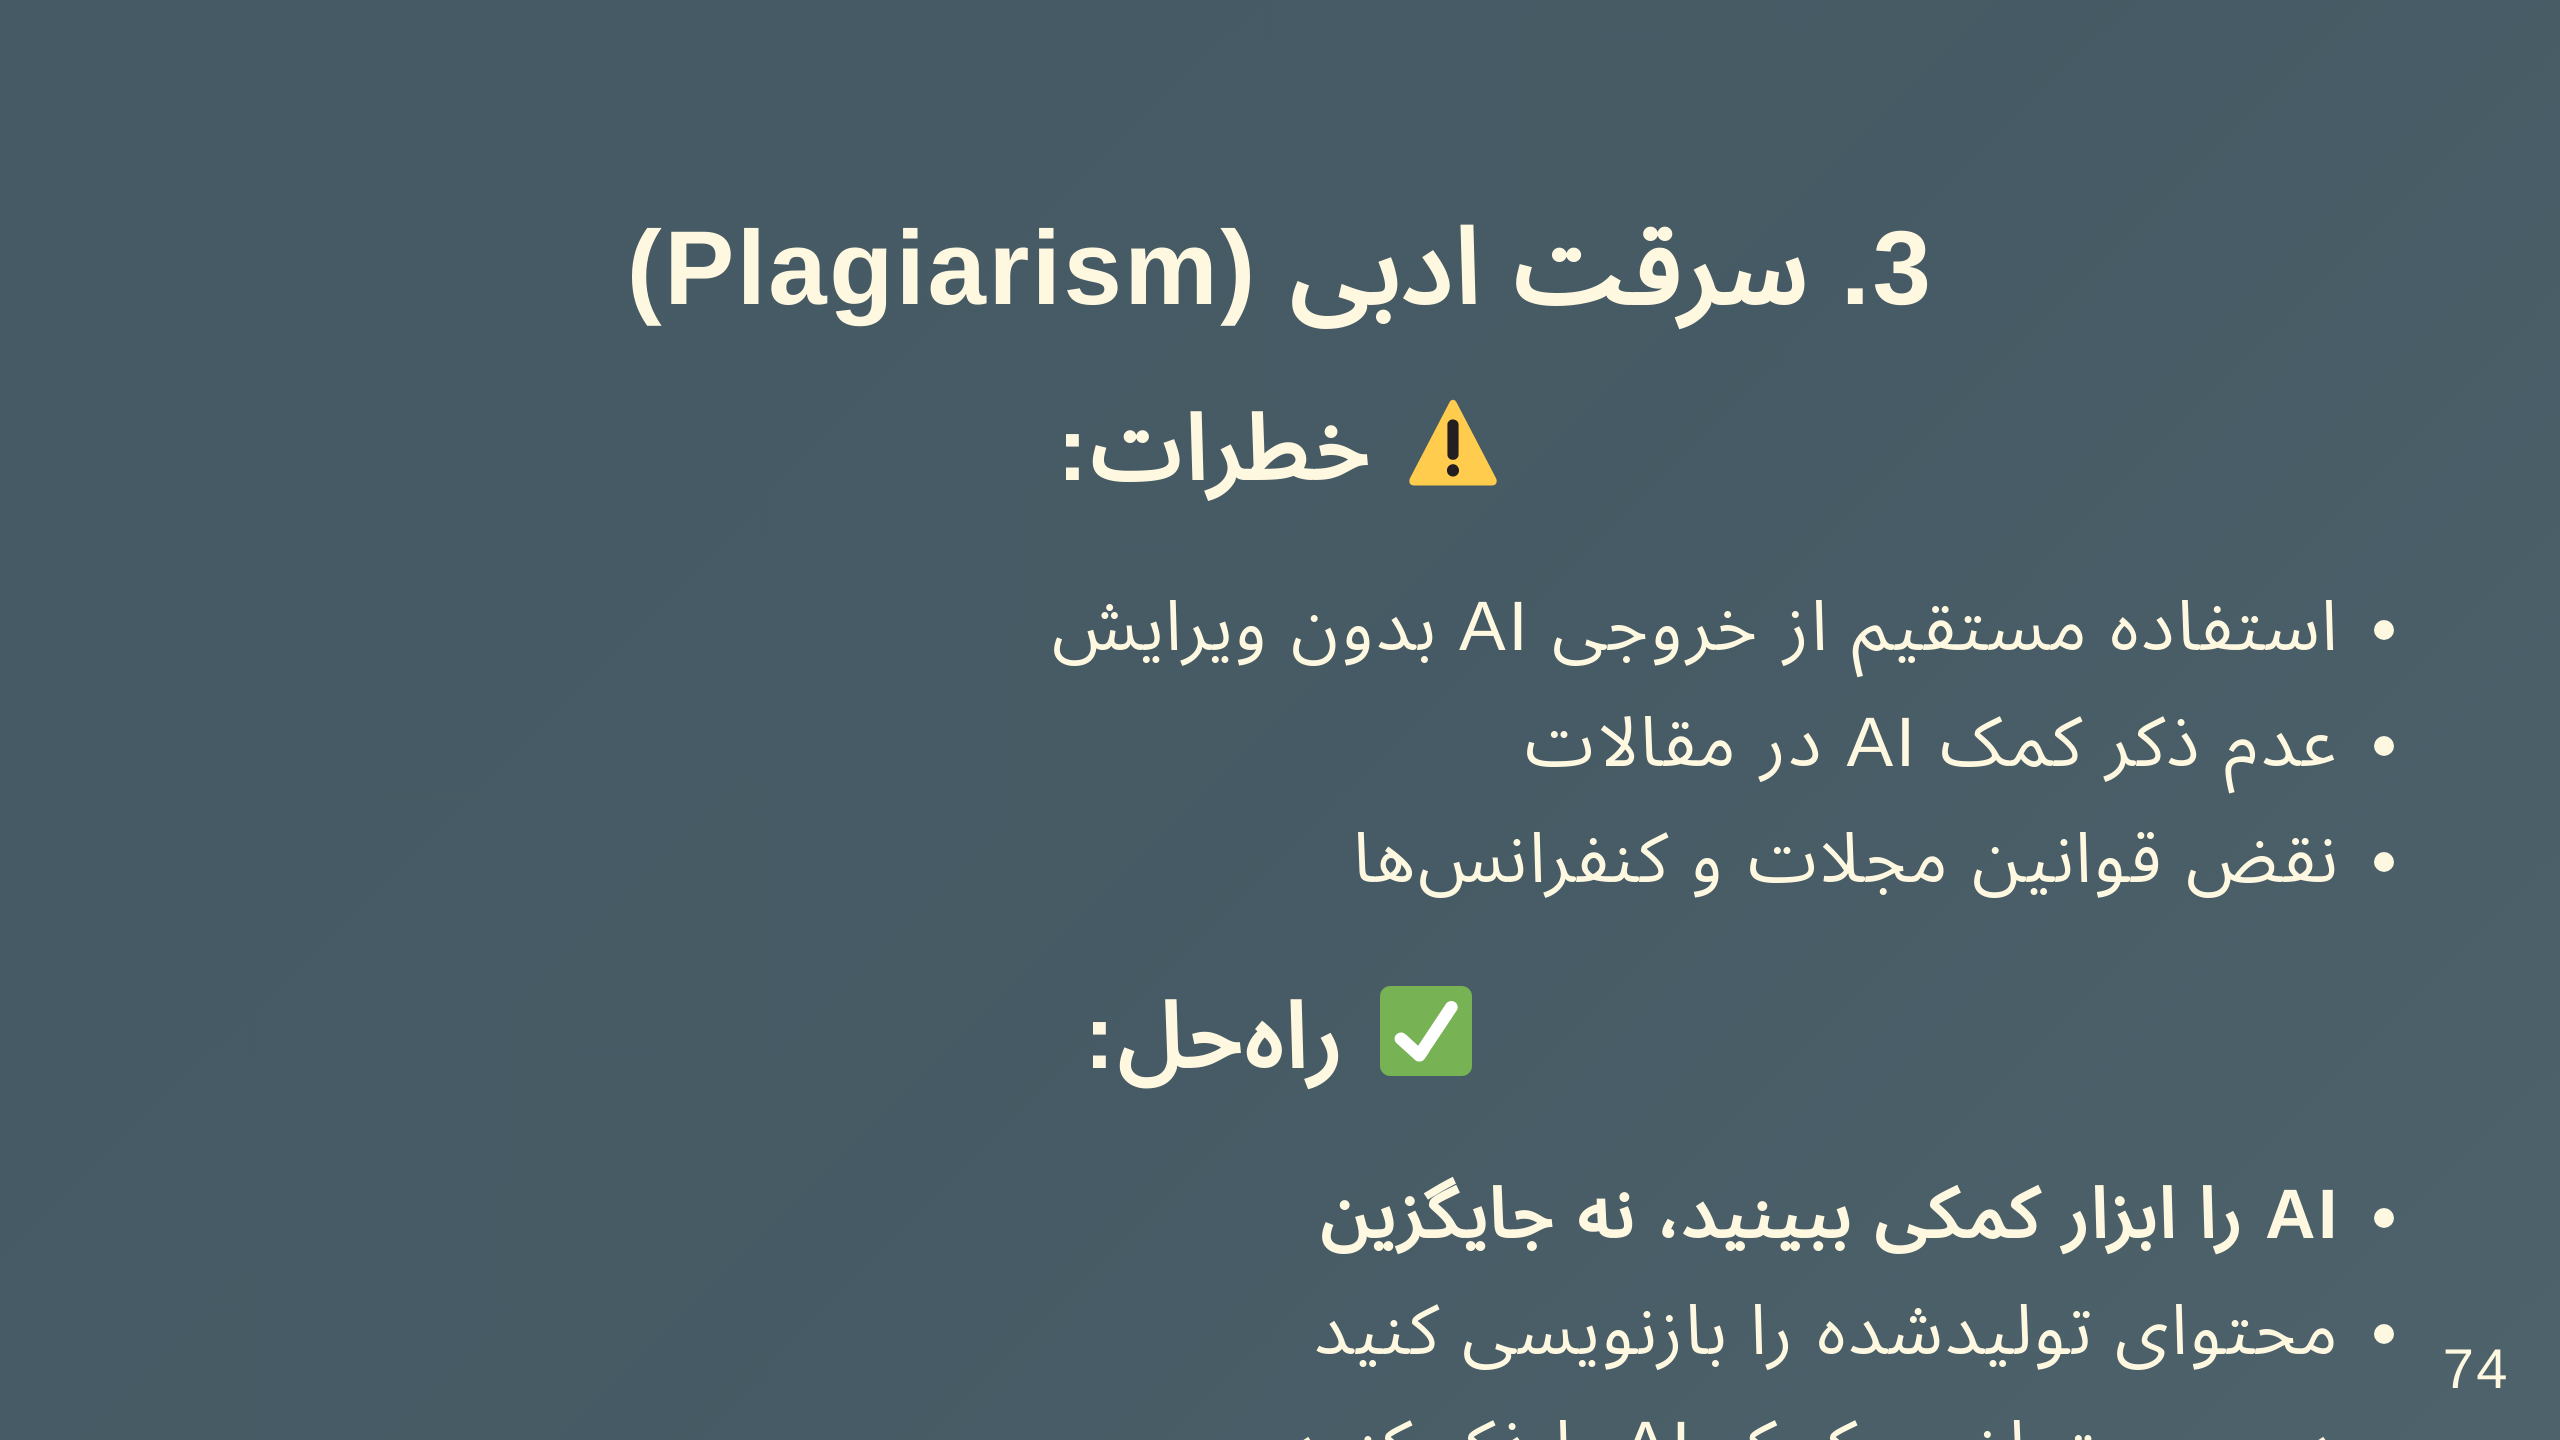 3. سرقت ادبی (Plagiarism)
⚠️ خطرات:
• استفاده مستقیم از خروجی AI بدون ویرایش
• عدم ذکر کمک AI در مقالات
• نقض قوانین مجلات و کنفرانس‌ها
✅ راه‌حل:
• AI را ابزار کمکی ببینید، نه جایگزین
• محتوای تولیدشده را بازنویسی کنید
74